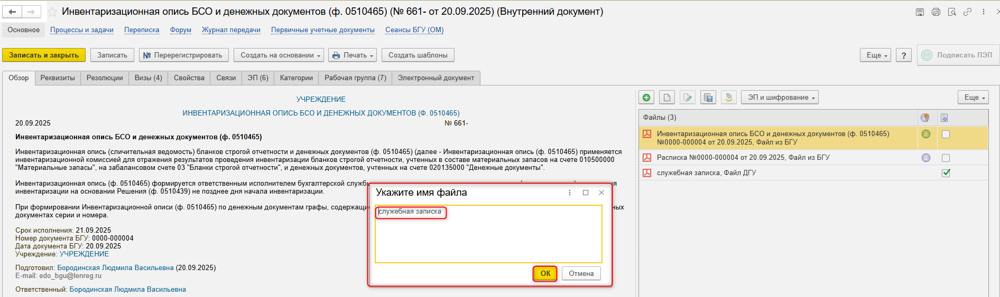 Инвентаризационная опись БСО и денежных документов (ф. 0510465) (№ 661- от 20.09.2025) (Внутренний документ)
Основное Процессы и задачи Переписка Форум Журнал передачи Первичные учетные документы Сеансы БГУ (ОМ)
Записать и закрыть Записать № Перерегистрировать Создать на основании Печать Создать шаблоны Еще ? Подписать ПЭП
Обзор Реквизиты Резолюции Визы (4) Свойства Связи ЭП (6) Категории Рабочая группа (7) Электронный документ
УЧРЕЖДЕНИЕ
ИНВЕНТАРИЗАЦИОННАЯ ОПИСЬ БСО И ДЕНЕЖНЫХ ДОКУМЕНТОВ (Ф. 0510465)
20.09.2025 № 661-
Инвентаризационная опись БСО и денежных документов (ф. 0510465)
Инвентаризационная опись (сличительная ведомость) бланков строгой отчетности и денежных документов (ф. 0510465) (далее - Инвентаризационная опись (ф. 0510465) применяется
инвентаризационной комиссией для отражения результатов проведения инвентаризации бланков строгой отчетности, учтенных в составе материальных запасов на счете 010500000
"Материальные запасы", на забалансовом счете 03 "Бланки строгой отчетности", и денежных документов, учтенных на счете 020135000 "Денежные документы".
Инвентаризационная опись (ф. 0510465) формируется ответственным исполнителем бухгалтерской службы
инвентаризации на основании Решения (ф. 0510439) не позднее дня начала инвентаризации.
При формировании Инвентаризационной описи (ф. 0510465) по денежным документам графы, содержащи
документах серии и номера.
Срок исполнения: 21.09.2025
Номер документа БГУ: 0000-000004
Дата документа БГУ: 20.09.2025
Учреждение: УЧРЕЖДЕНИЕ
Подготовил: Бородинская Людмила Васильевна (20.09.2025)
E-mail: edo_bgu@lenreg.ru
Ответственный: Бородинская Людмила Васильевна
Укажите имя файла
служебная записка
ОК Отмена
ЭП и шифрование Еще
Файлы (3)
Инвентаризационная опись БСО и денежных документов (ф. 0510465)
№0000-000004 от 20.09.2025, Файл из БГУ
Расписка №0000-000004 от 20.09.2025, Файл из БГУ
служебная записка, Файл ДГУ